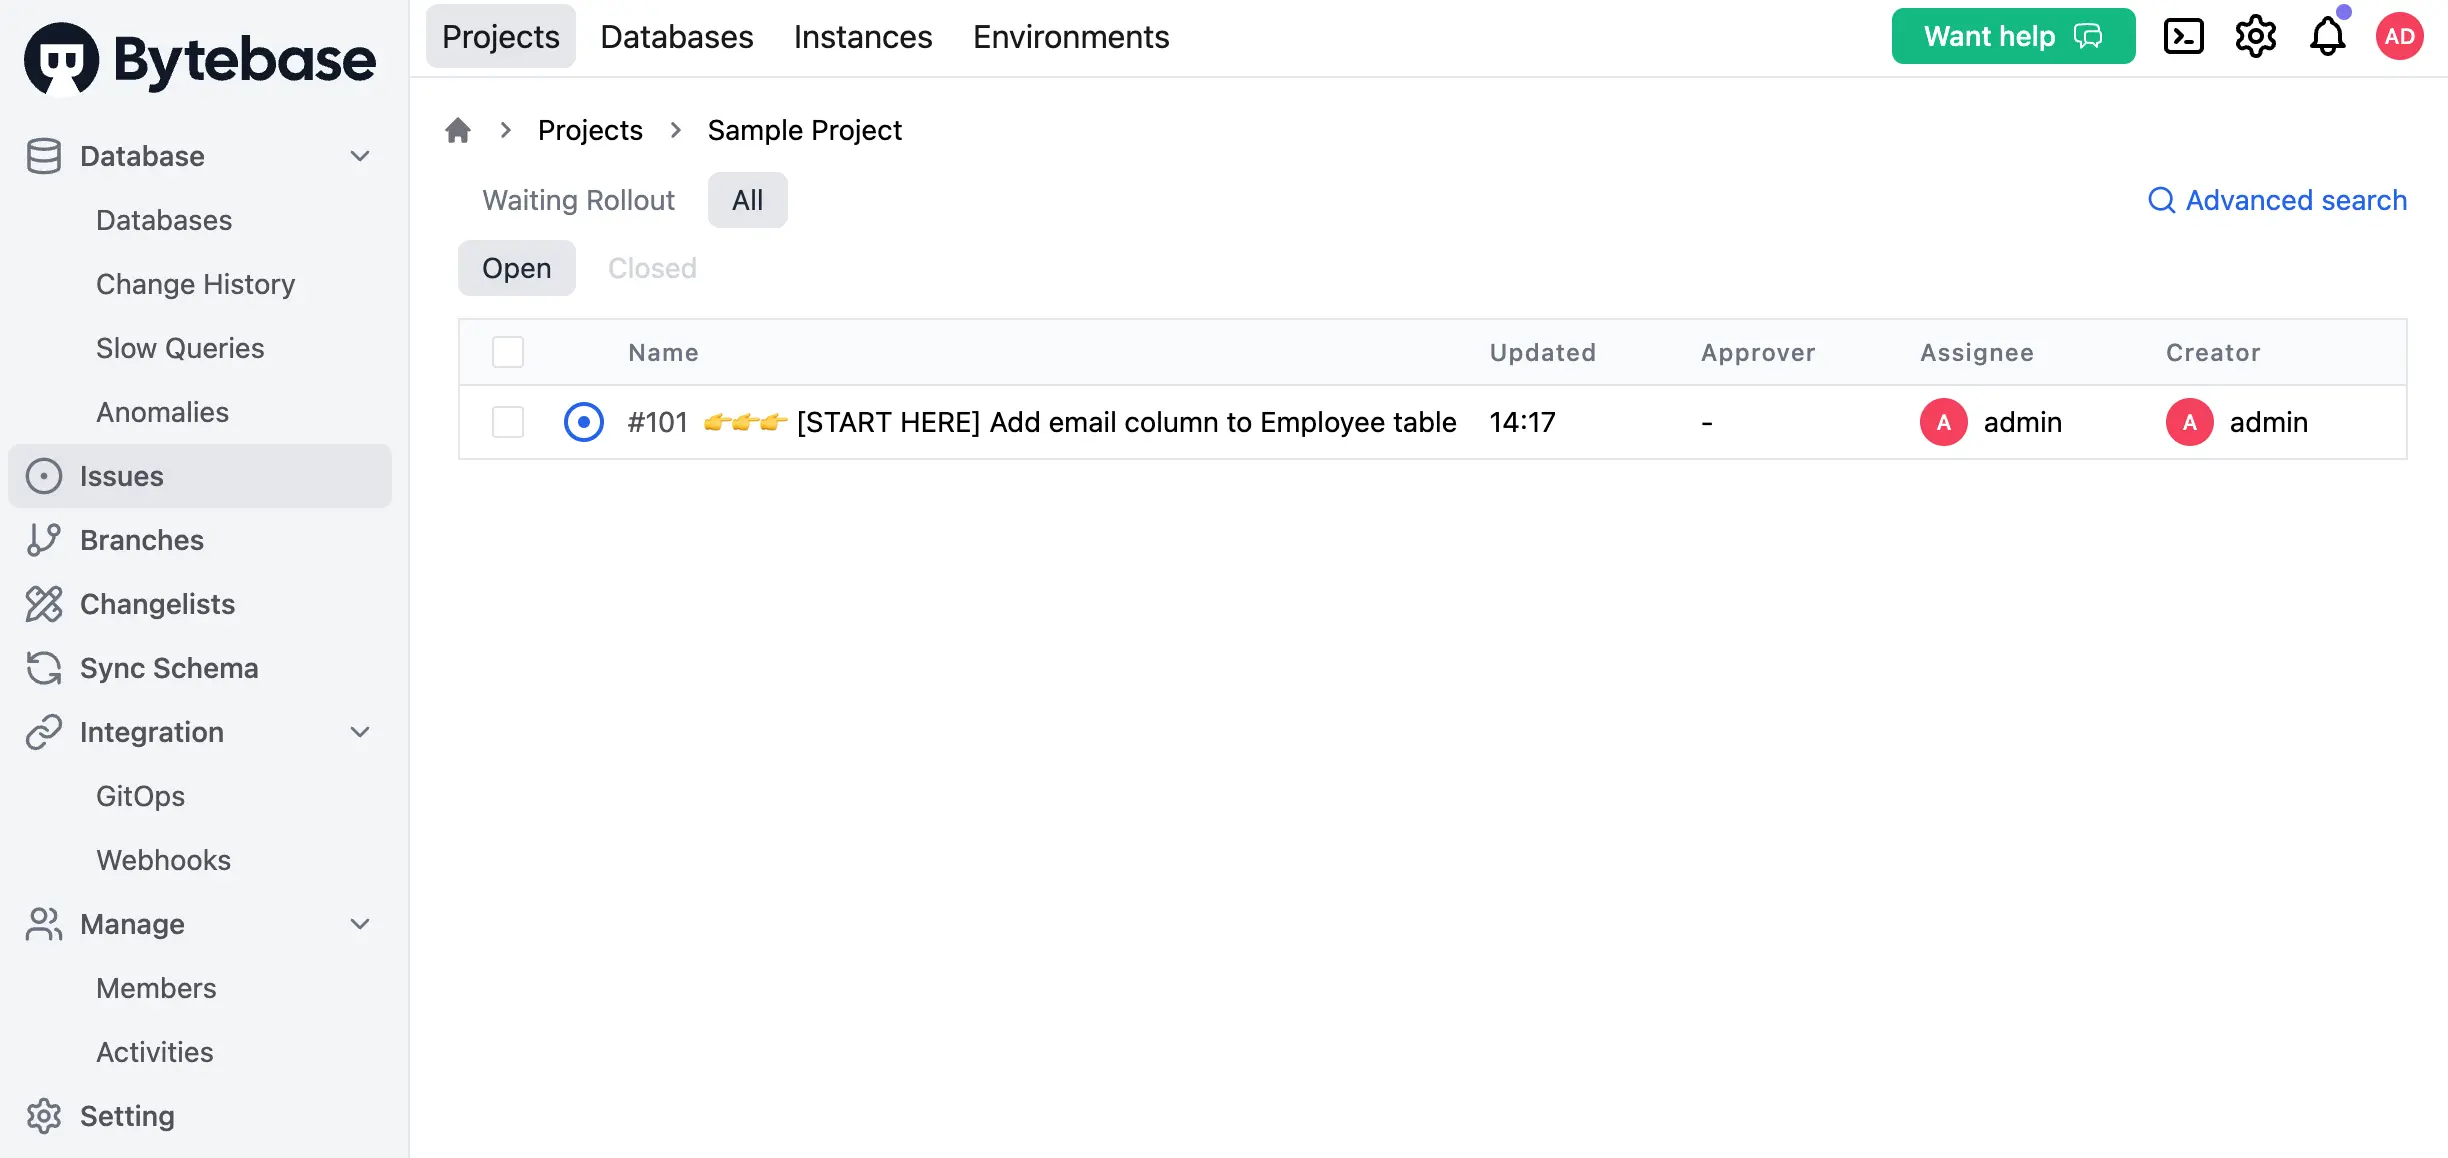 Bytebase
Database
Databases
Change History
Slow Queries
Anomalies
Issues
Branches
Changelists
Sync Schema
Integration
GitOps
Webhooks
Manage
Members
Activities
Setting
Projects Databases Instances Environments Want help AD
Projects Sample Project
Waiting Rollout All Advanced search
Open Closed
Name Updated Approver Assignee Creator
#101 👉👉👉 [START HERE] Add email column to Employee table 14:17 - A admin A admin